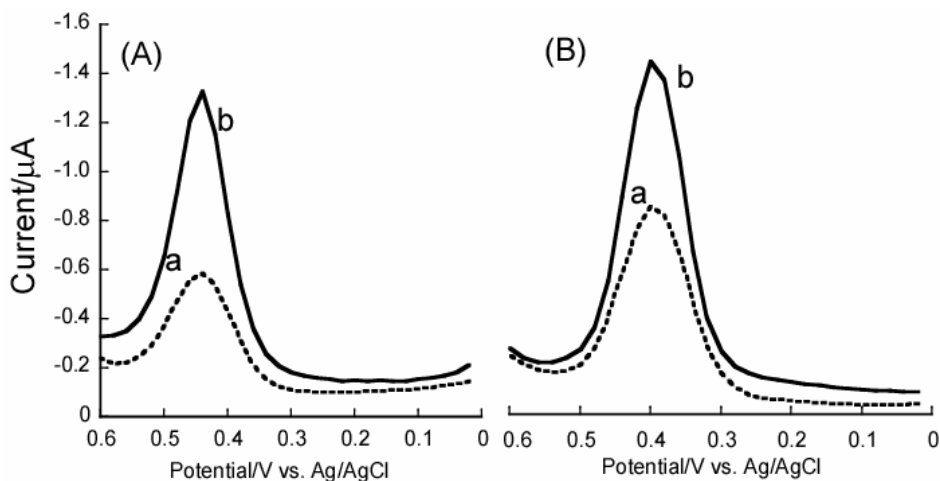 -1.6
-1.4
-1.2
-1.0
-0.8
-0.6
-0.4
-0.2
0
Current/μA
(A)
b
a
0.6 0.5 0.4 0.3 0.2 0.1 0
Potential/V vs. Ag/AgCl
(B)
b
a
0.6 0.5 0.4 0.3 0.2 0.1 0
Potential/V vs. Ag/AgCl